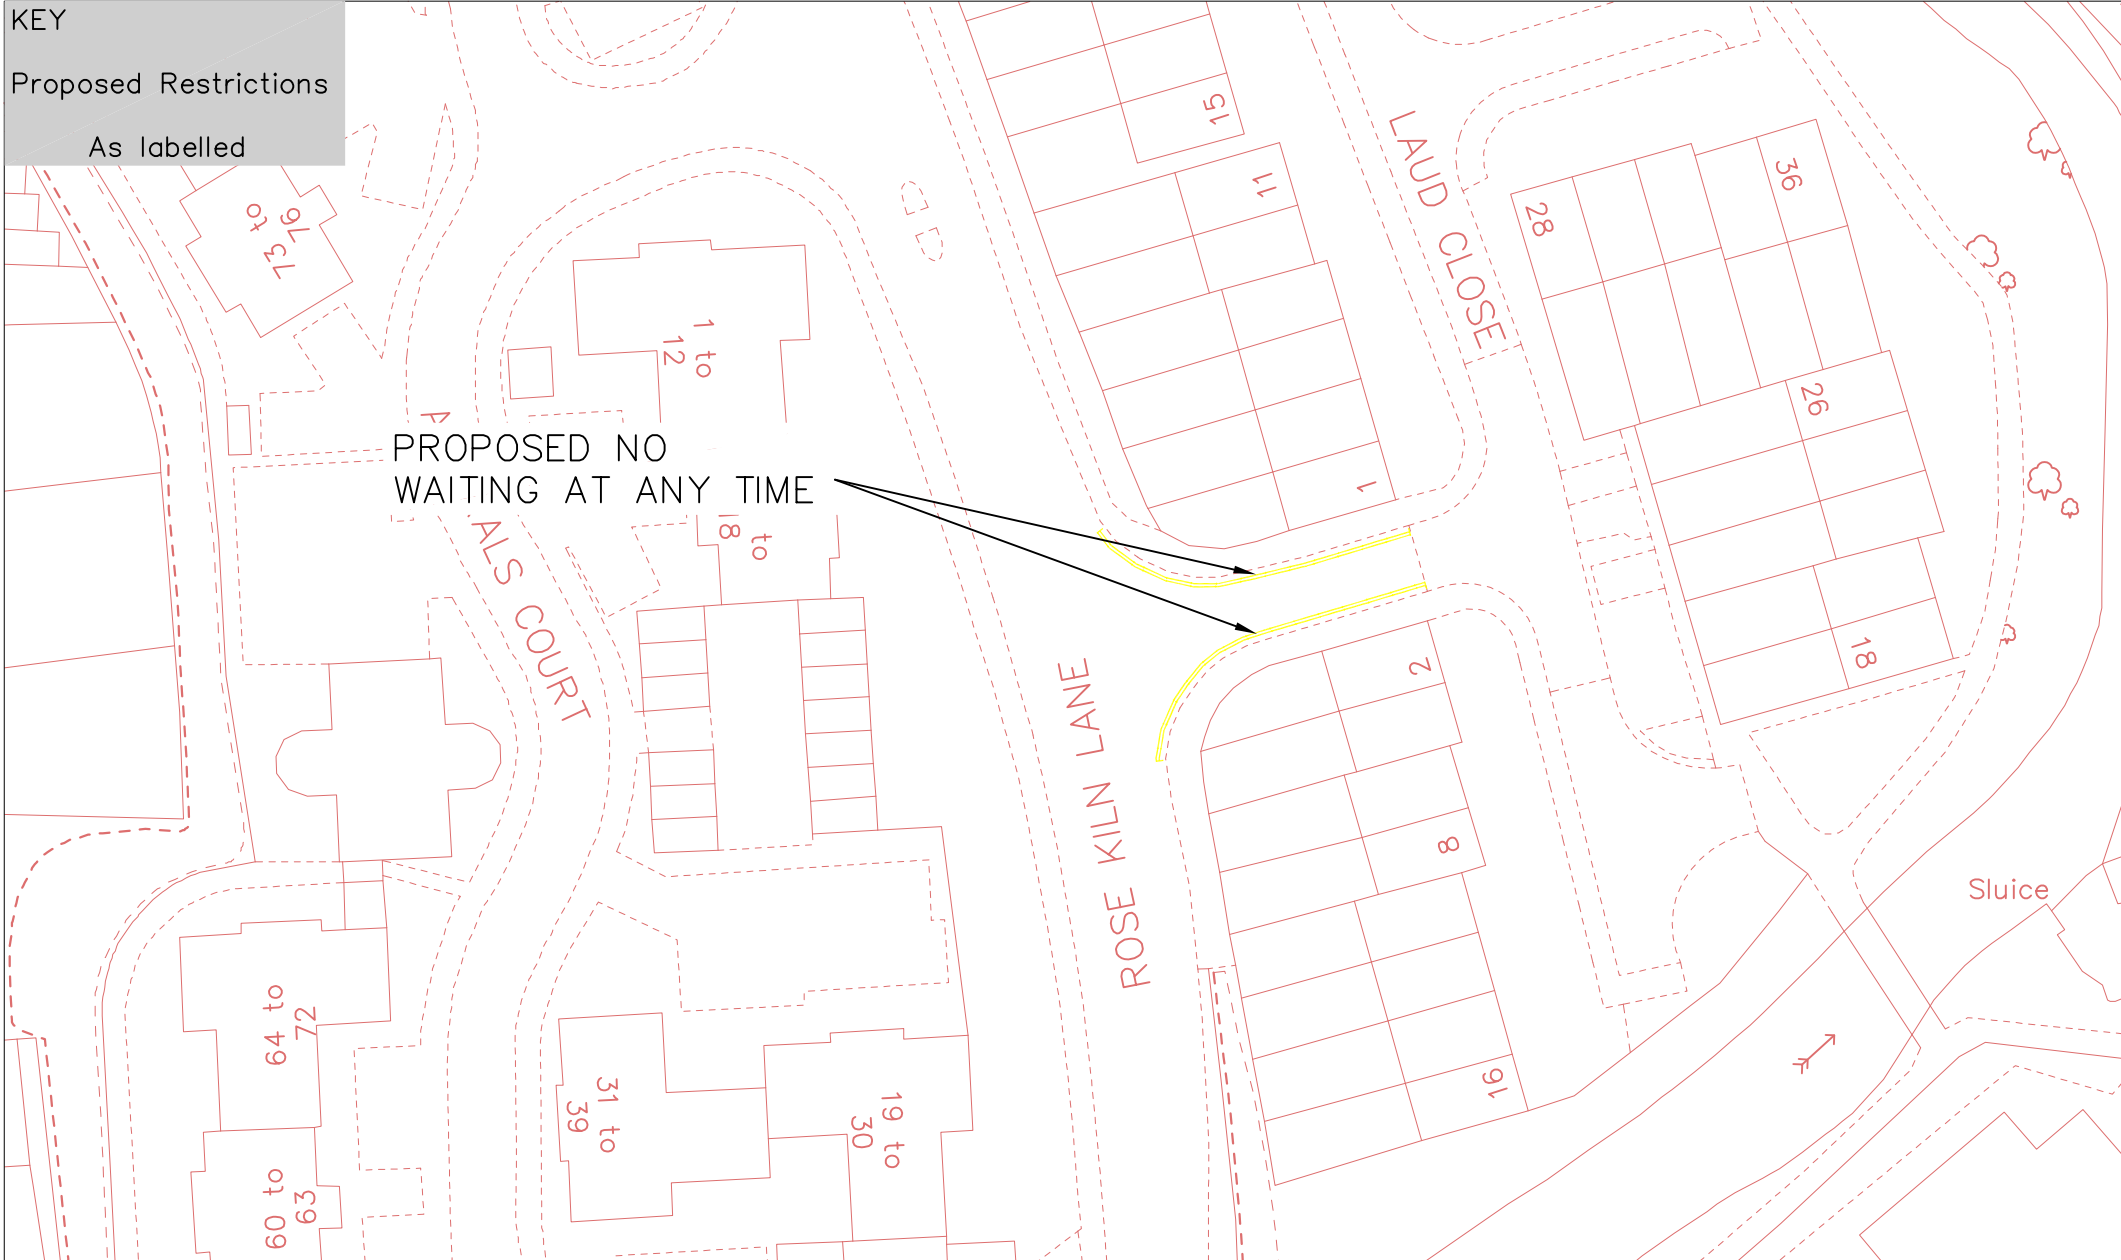 KEY
Proposed Restrictions
As labelled
73 to
76
1 to
12
15
11
1
LAUD CLOSE
28
36
26
18
PROPOSED NO
WAITING AT ANY TIME
to
8
ALS COURT
ROSE KILN LANE
2
8
16
Sluice
64 to
72
60 to
63
31 to
39
19 to
30